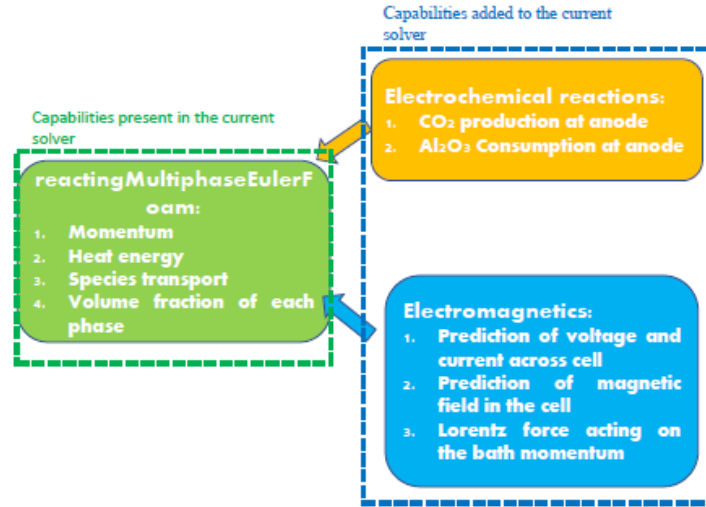 Capabilities added to the current
solver
Electrochemical reactions:
1. CO₂ production at anode
2. Al₂O₃ Consumption at anode
Capabilities present in the current
solver
reactingMultiphaseEulerF
oam:
1. Momentum
2. Heat energy
3. Species transport
4. Volume fraction of each
phase
Electromagnetics:
1. Prediction of voltage and
current across cell
2. Prediction of magnetic
field in the cell
3. Lorentz force acting on
the bath momentum